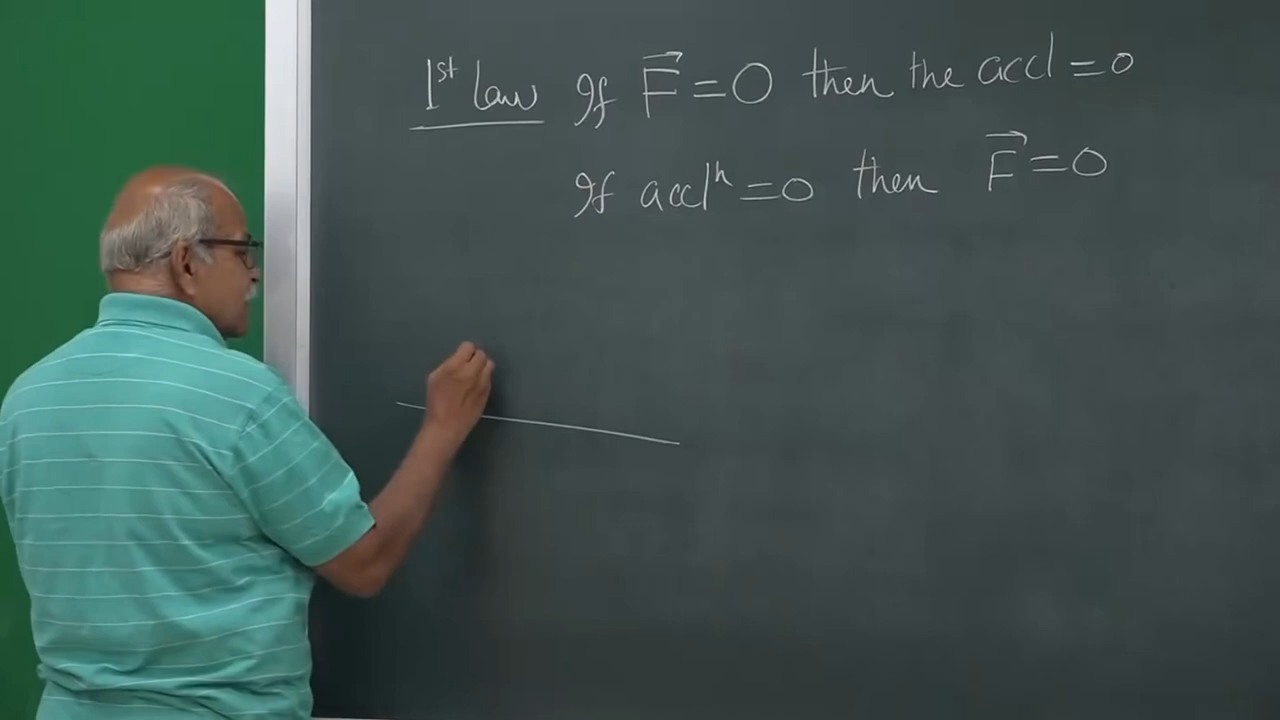 1st law If F⃗ = 0 then the accl = 0
If acclⁿ = 0 then F⃗ = 0